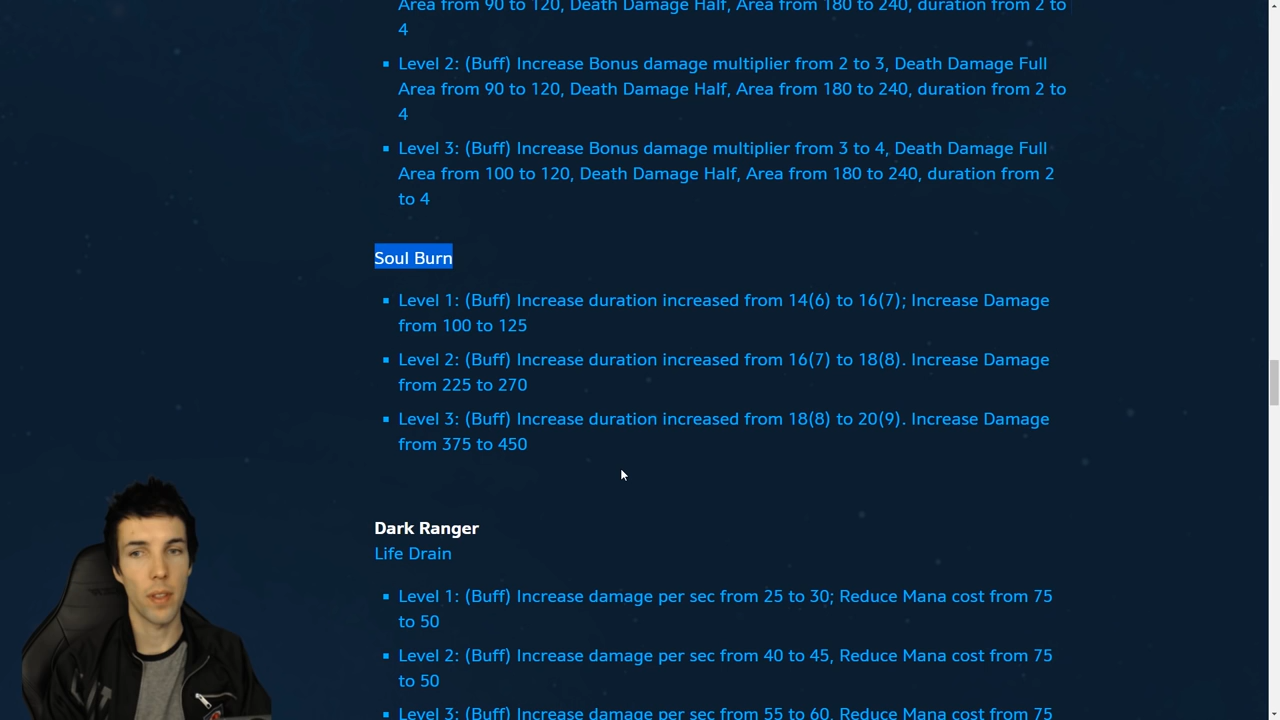 Area from 90 to 120, Death Damage Half, Area from 180 to 240, duration from 2 to
4
Level 2: (Buff) Increase Bonus damage multiplier from 2 to 3, Death Damage Full
Area from 90 to 120, Death Damage Half, Area from 180 to 240, duration from 2 to
4
Level 3: (Buff) Increase Bonus damage multiplier from 3 to 4, Death Damage Full
Area from 100 to 120, Death Damage Half, Area from 180 to 240, duration from 2
to 4
Soul Burn
Level 1: (Buff) Increase duration increased from 14(6) to 16(7); Increase Damage
from 100 to 125
Level 2: (Buff) Increase duration increased from 16(7) to 18(8). Increase Damage
from 225 to 270
Level 3: (Buff) Increase duration increased from 18(8) to 20(9). Increase Damage
from 375 to 450
Dark Ranger
Life Drain
Level 1: (Buff) Increase damage per sec from 25 to 30; Reduce Mana cost from 75
to 50
Level 2: (Buff) Increase damage per sec from 40 to 45, Reduce Mana cost from 75
to 50
Level 3: (Buff) Increase damage per sec from 55 to 60, Reduce Mana cost from 75